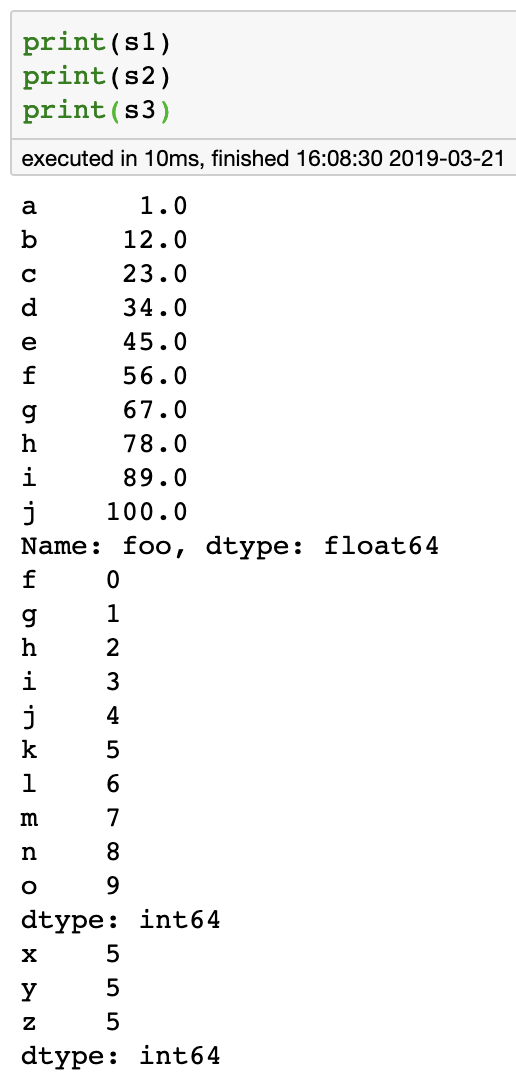 print(s1)
print(s2)
print(s3)
executed in 10ms, finished 16:08:30 2019-03-21
a       1.0
b      12.0
c      23.0
d      34.0
e      45.0
f      56.0
g      67.0
h      78.0
i      89.0
j     100.0
Name: foo, dtype: float64
f    0
g    1
h    2
i    3
j    4
k    5
l    6
m    7
n    8
o    9
dtype: int64
x    5
y    5
z    5
dtype: int64